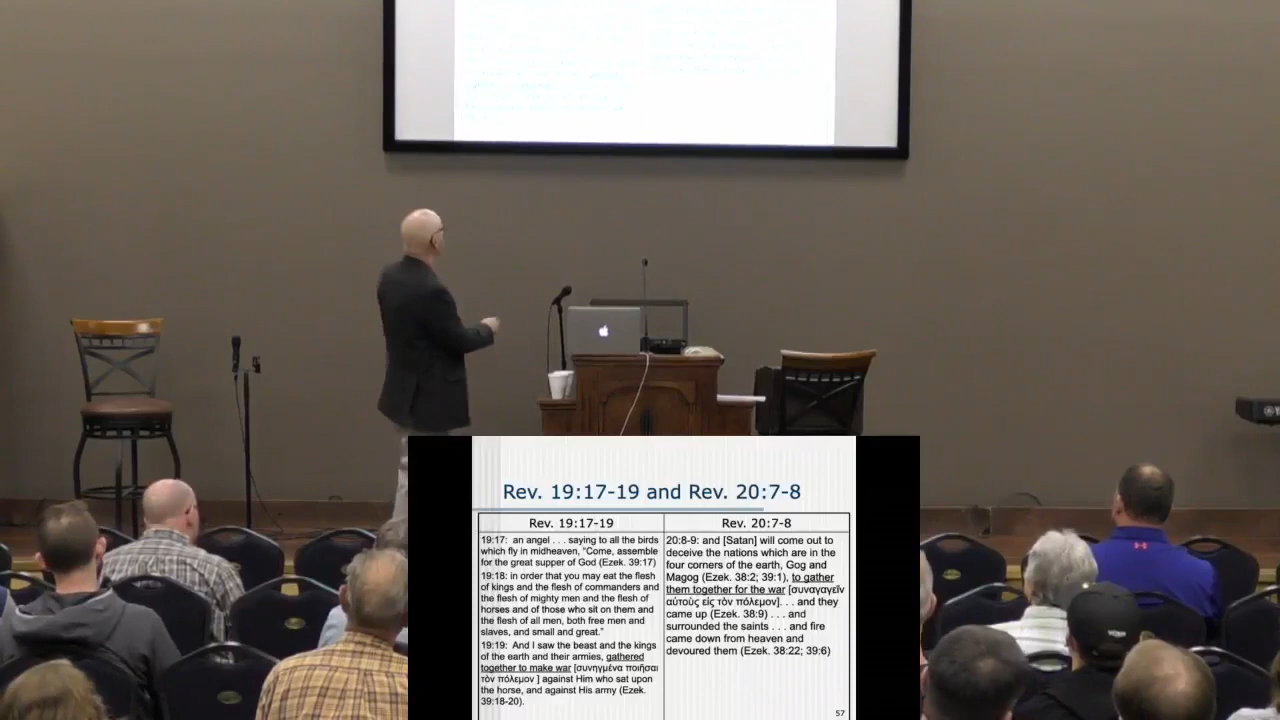 Rev. 19:17-19 and Rev. 20:7-8
Rev. 19:17-19
19:17: an angel . . . saying to all the birds
which fly in midheaven, "Come, assemble
for the great supper of God (Ezek. 39:17)
19:18: in order that you may eat the flesh
of kings and the flesh of commanders and
the flesh of mighty men and the flesh of
horses and of those who sit on them and
the flesh of all men, both free men and
slaves, and small and great."
19:19: And I saw the beast and the kings
of the earth and their armies, gathered
together to make war [συνηγμένα ποιῆσαι
τὸν πόλεμον ] against Him who sat upon
the horse, and against His army (Ezek.
39:18-20).
Rev. 20:7-8
20:8-9: and [Satan] will come out to
deceive the nations which are in the
four corners of the earth, Gog and
Magog (Ezek. 38:2; 39:1), to gather
them together for the war [συναγαγεῖν
αὐτοὺς εἰς τὸν πόλεμον]. . . and they
came up (Ezek. 38:9) . . . and
surrounded the saints . . . and fire
came down from heaven and
devoured them (Ezek. 38:22; 39:6)
57